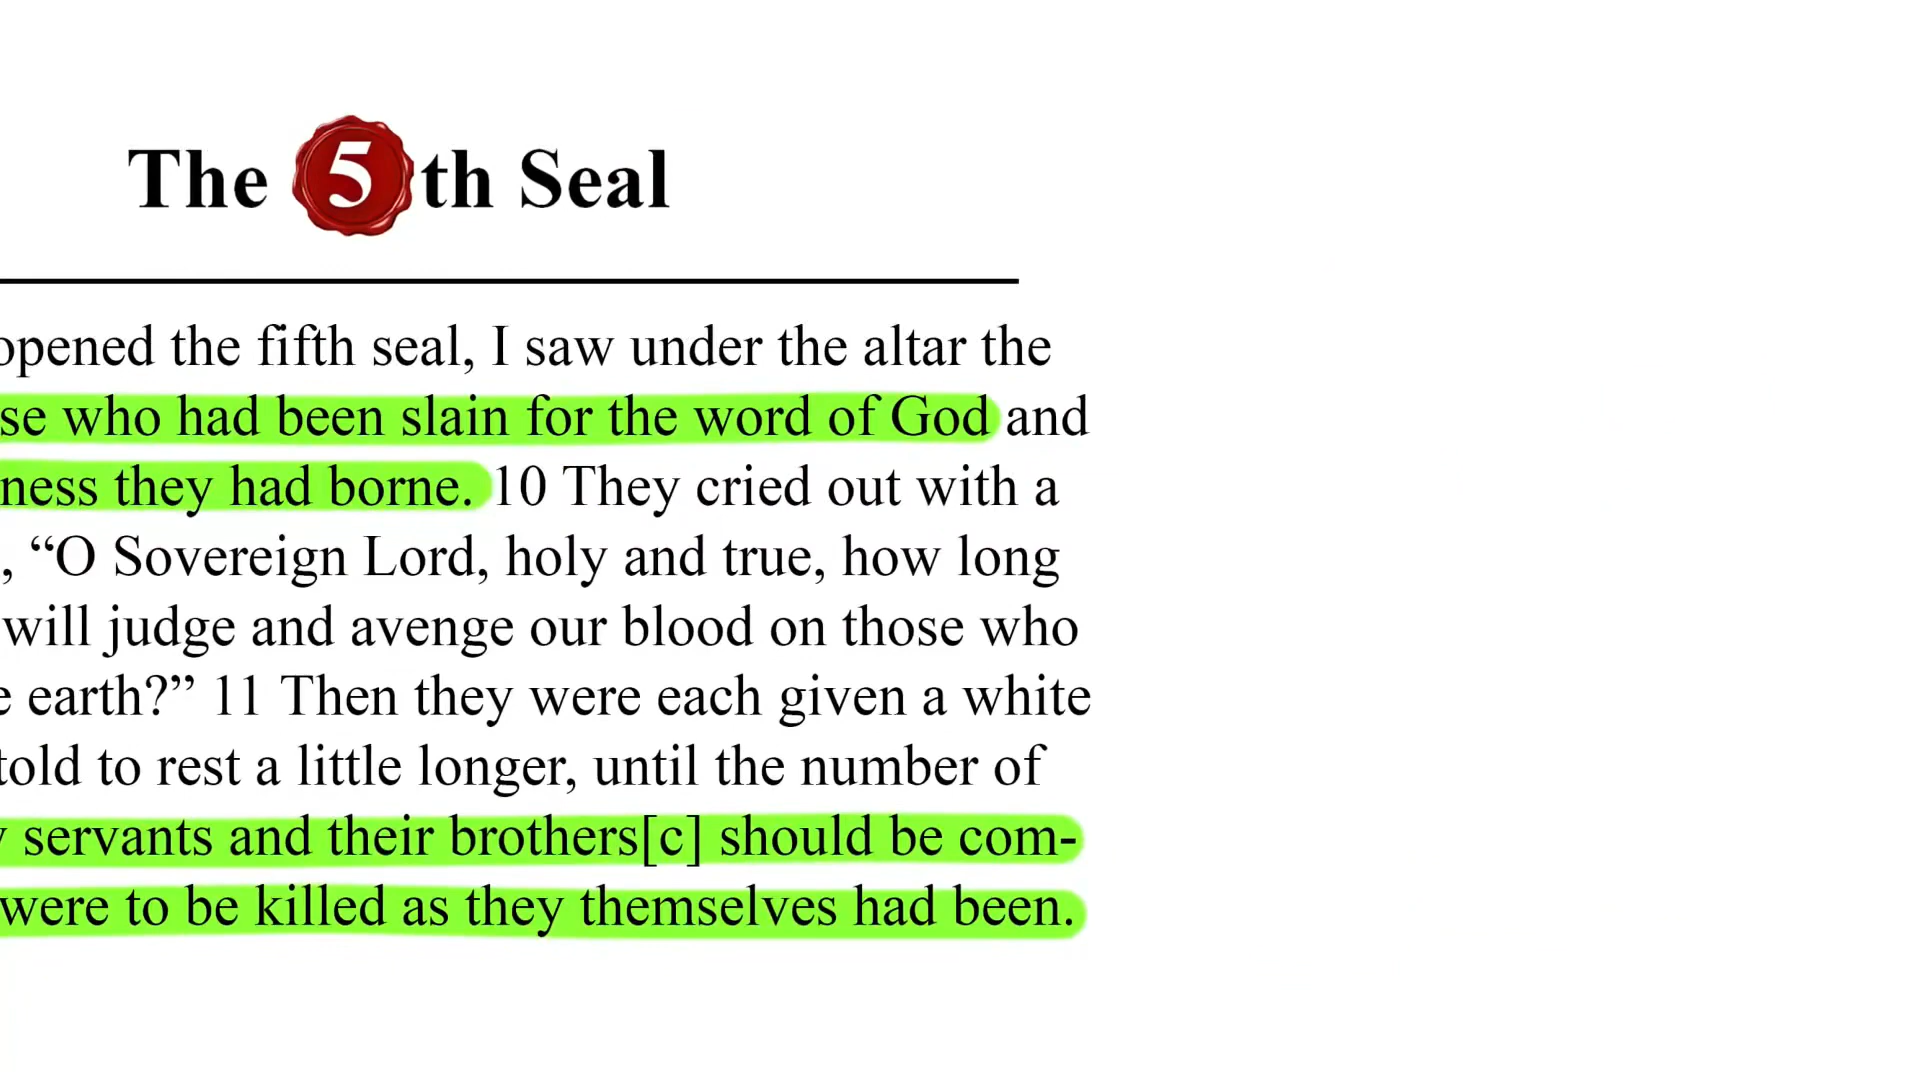 The 5th Seal
opened the fifth seal, I saw under the altar the
se who had been slain for the word of God and
ness they had borne. 10 They cried out with a
, “O Sovereign Lord, holy and true, how long
will judge and avenge our blood on those who
e earth?” 11 Then they were each given a white
told to rest a little longer, until the number of
servants and their brothers[c] should be com-
were to be killed as they themselves had been.